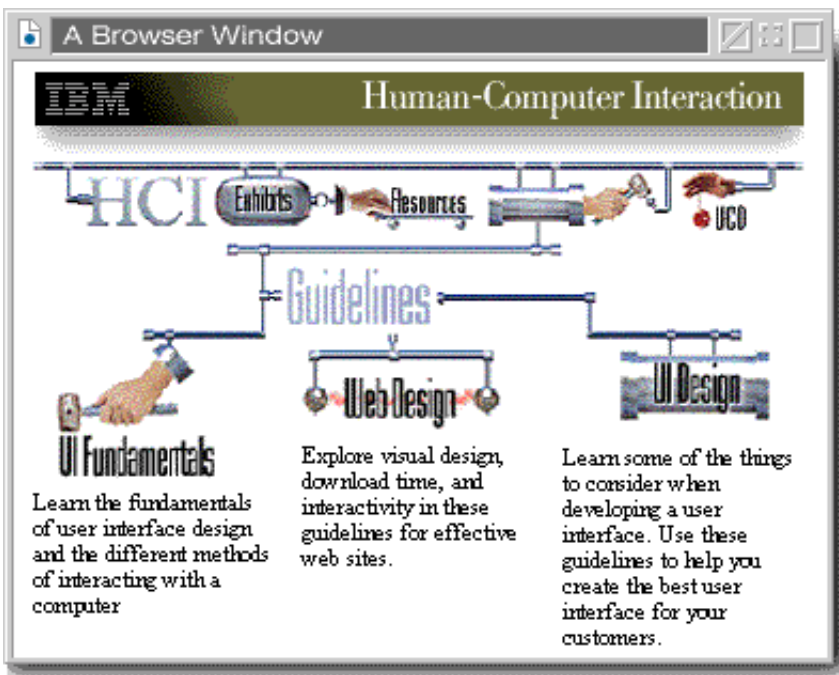 A Browser Window
IBM
Human-Computer Interaction
HCI
Exhibits
Resources
UCD
Guidelines
UI Fundamentals
Learn the fundamentals
of user interface design
and the different methods
of interacting with a
computer
Web Design
Explore visual design,
download time, and
interactivity in these
guidelines for effective
web sites.
UI Design
Learn some of the things
to consider when
developing a user
interface. Use these
guidelines to help you
create the best user
interface for your
customers.